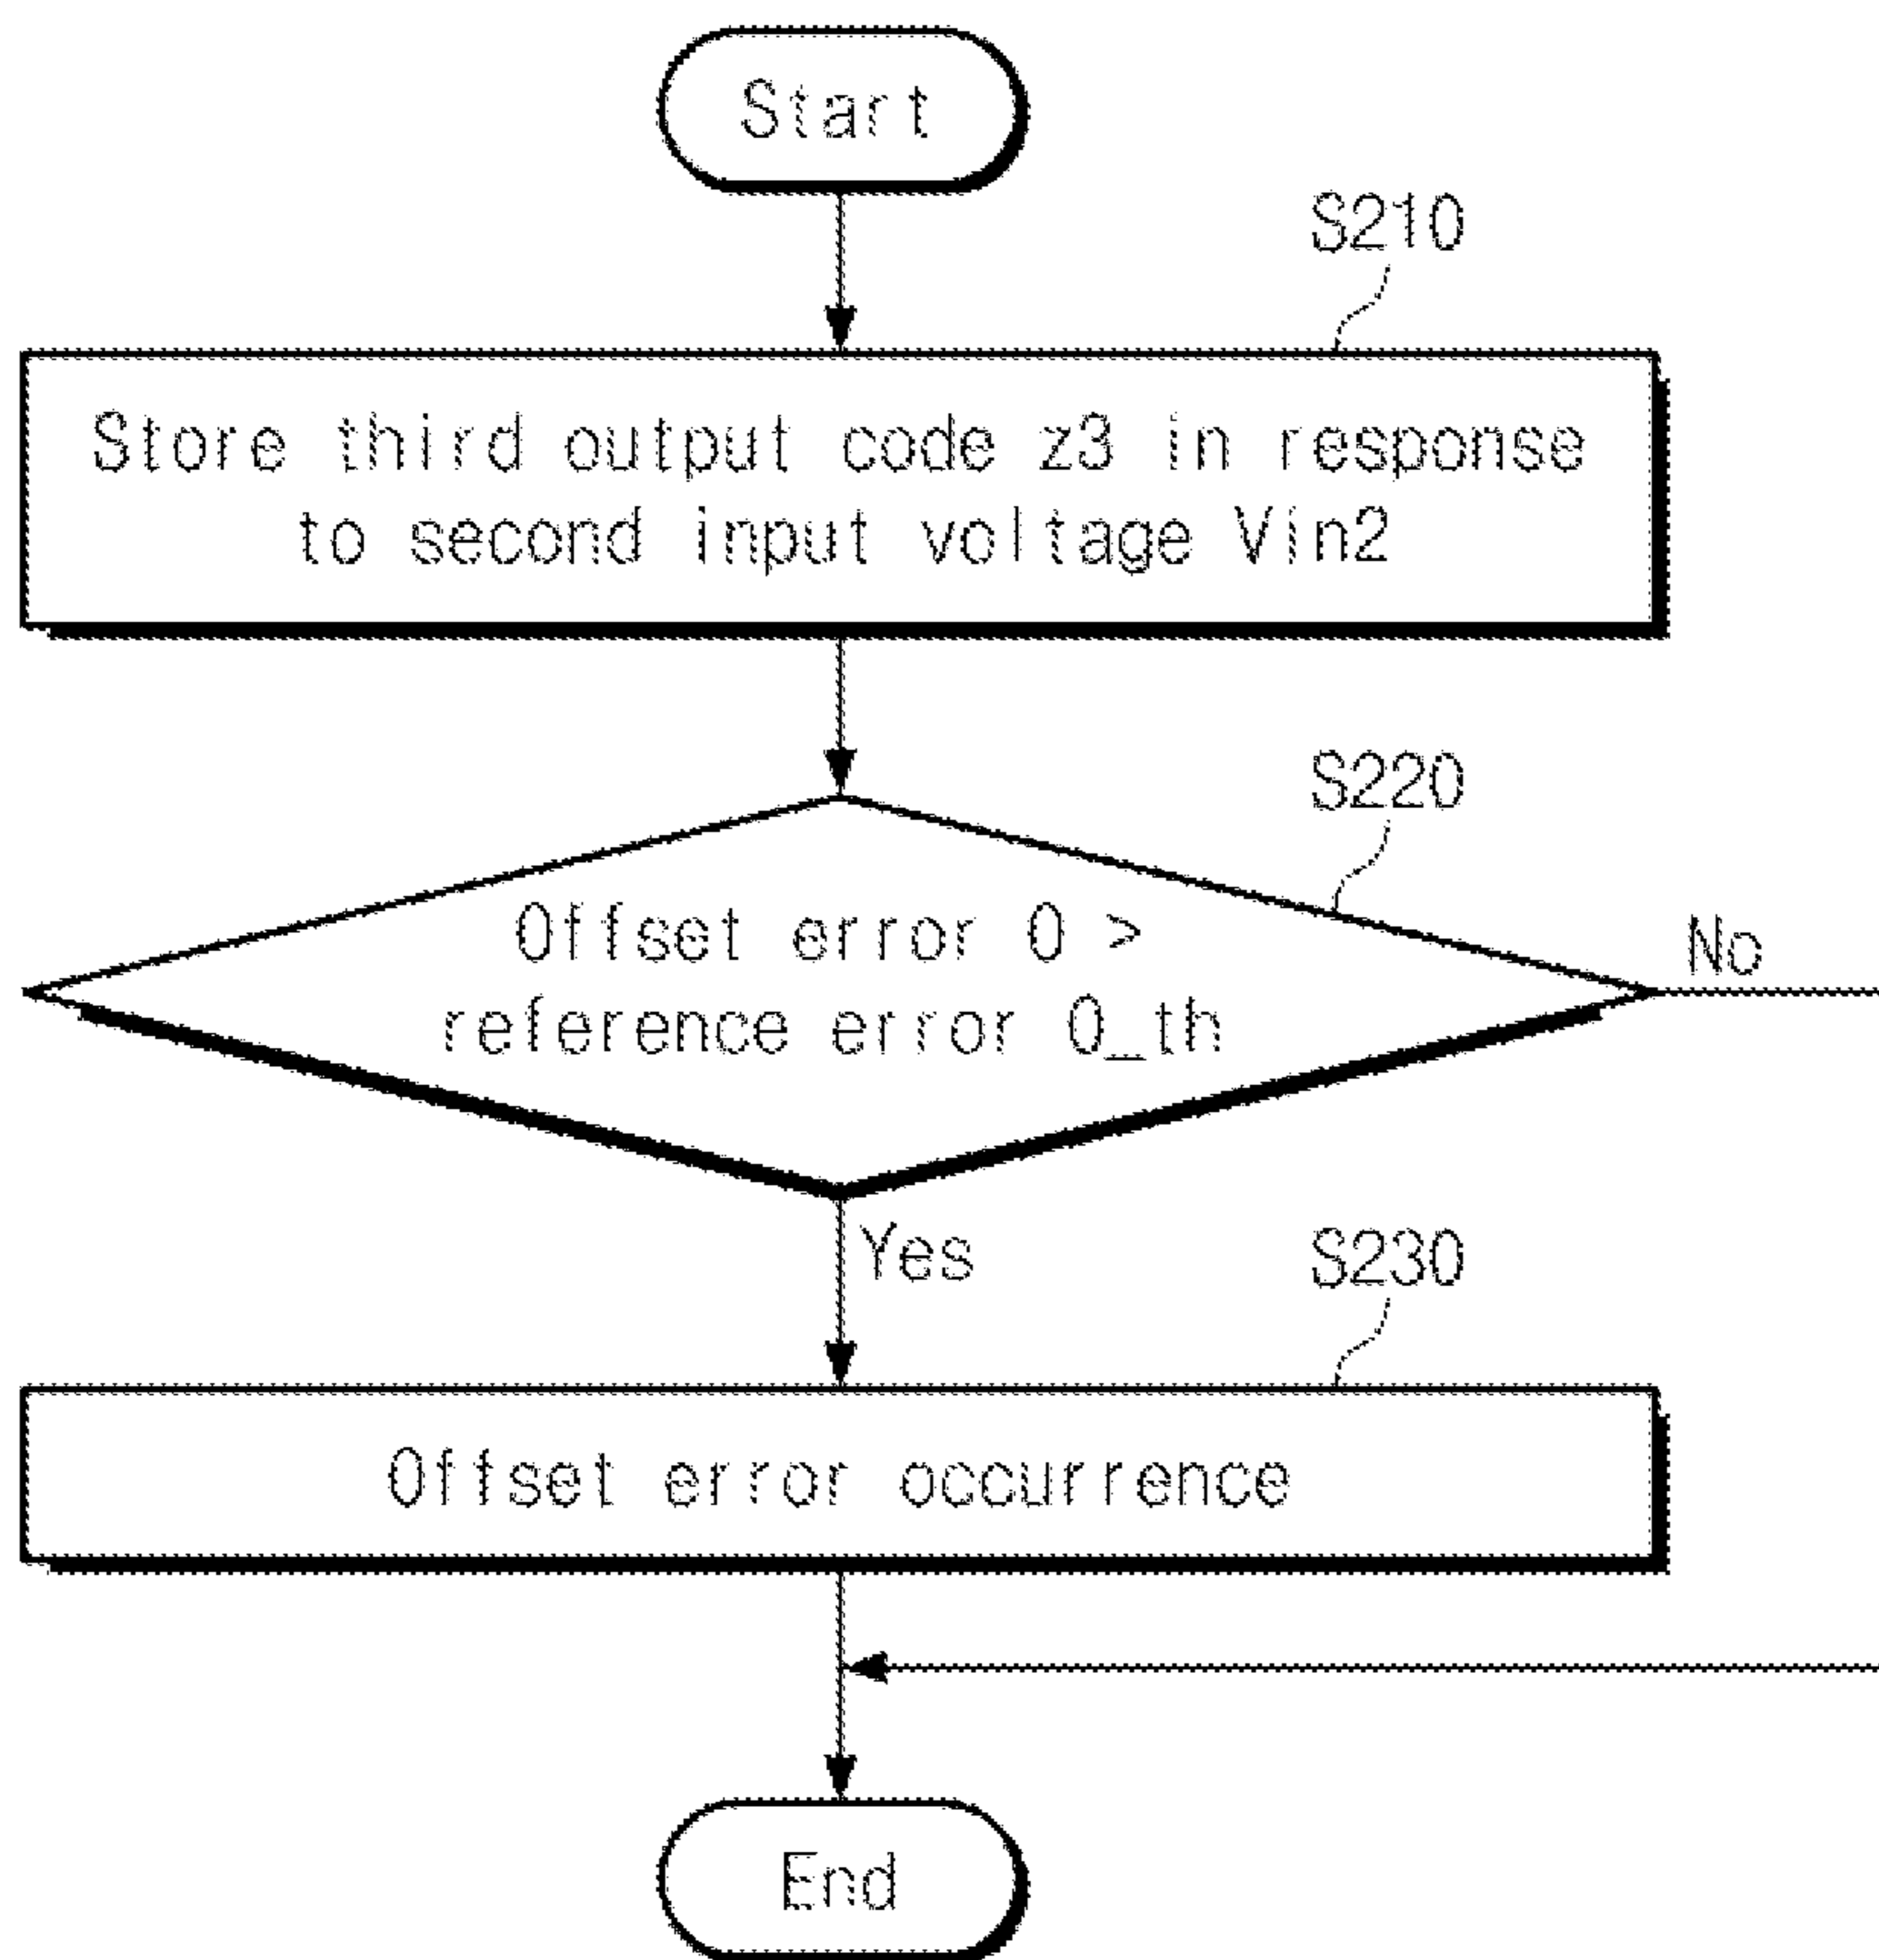 Start
S210
Store third output code z3 in response
to second input voltage Vin2
S220
Offset error O >
reference error O_th
No
Yes
S230
Offset error occurrence
End